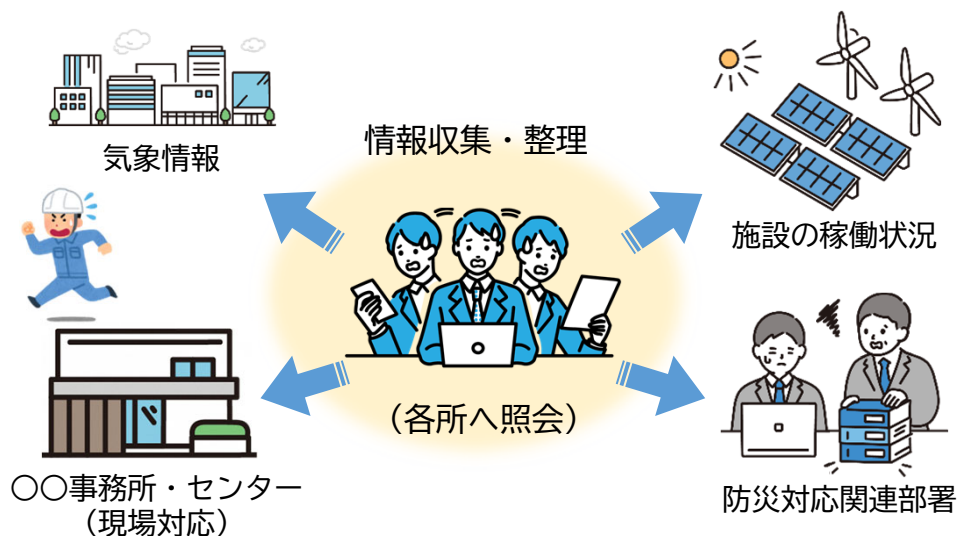 情報収集・整理
気象情報
施設の稼働状況
(各所へ照会)
〇〇事務所・センター
(現場対応)
防災対応関連部署